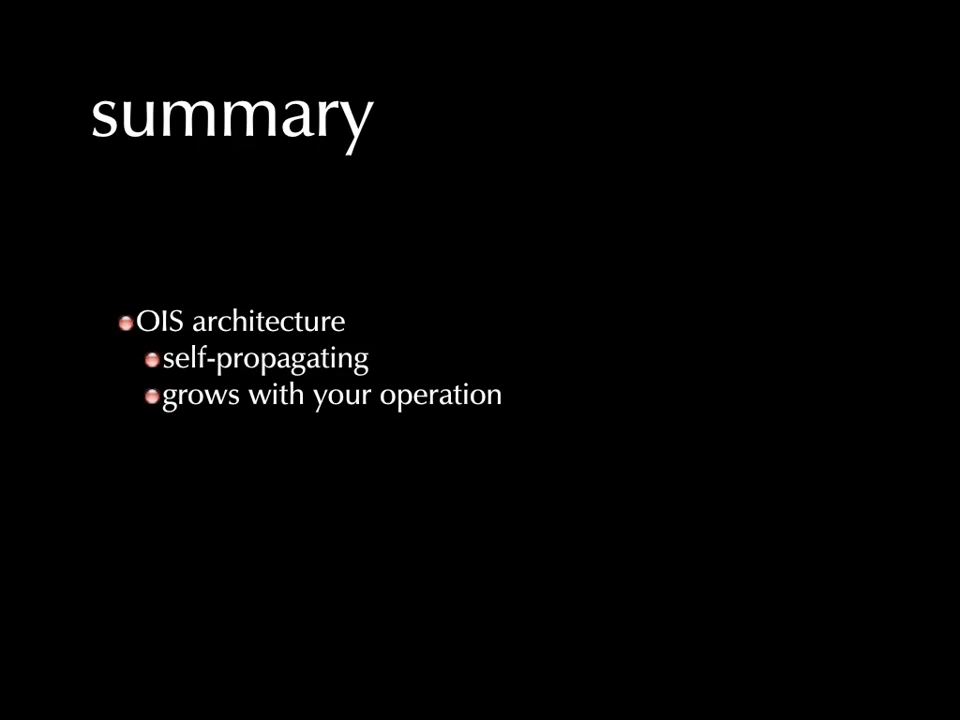 summary
OIS architecture
self-propagating
grows with your operation